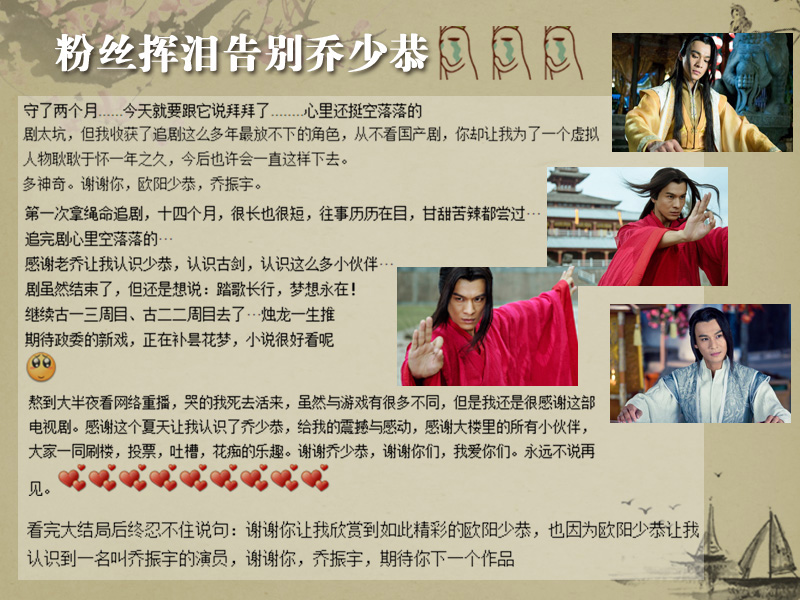 粉丝挥泪告别乔少恭
守了两个月......今天就要跟它说拜拜了........心里还挺空落落的
剧太坑，但我收获了追剧这么多年最放不下的角色，从不看国产剧，你却让我为了一个虚拟
人物耿耿于怀一年之久，今后也许会一直这样下去。
多神奇。谢谢你，欧阳少恭，乔振宇。
第一次拿绳命追剧，十四个月，很长也很短，往事历历在目，甘甜苦辣都尝过…
追完剧心里空落落的…
感谢老乔让我认识少恭，认识古剑，认识这么多小伙伴…
剧虽然结束了，但还是想说：踏歌长行，梦想永在！
继续古一三周目、古二二周目去了…烛龙一生推
期待政委的新戏，正在补昙花梦，小说很好看呢
熬到大半夜看网络重播，哭的我死去活来，虽然与游戏有很多不同，但是我还是很感谢这部
电视剧。感谢这个夏天让我认识了乔少恭，给我的震撼与感动，感谢大楼里的所有小伙伴，
大家一同刷楼，投票，吐槽，花痴的乐趣。谢谢乔少恭，谢谢你们，我爱你们。永远不说再
见。
看完大结局后终忍不住说句：谢谢你让我欣赏到如此精彩的欧阳少恭，也因为欧阳少恭让我
认识到一名叫乔振宇的演员，谢谢你，乔振宇，期待你下一个作品